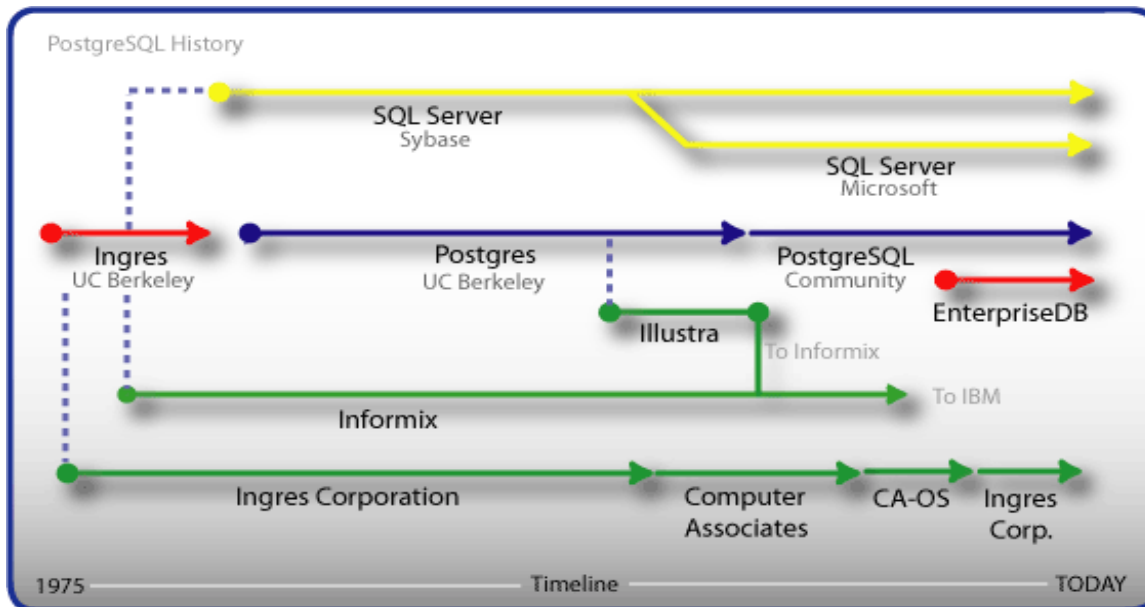 PostgreSQL History
SQL Server
Sybase
SQL Server
Microsoft
Ingres
UC Berkeley
Postgres
UC Berkeley
PostgreSQL
Community
EnterpriseDB
Illustra
To Informix
To IBM
Informix
Ingres Corporation
Computer
Associates
CA-OS
Ingres
Corp.
1975
Timeline
TODAY